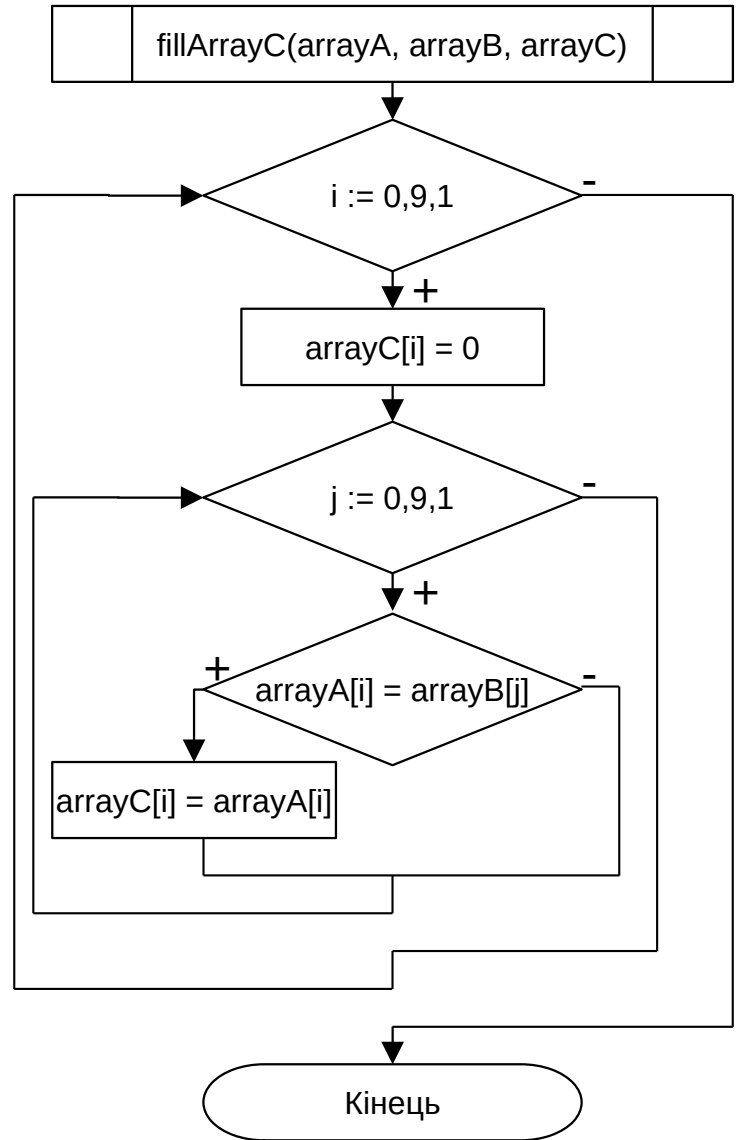 fillArrayC(arrayA, arrayB, arrayC)
i := 0,9,1
-
+
arrayC[i] = 0
j := 0,9,1
-
+
+
arrayA[i] = arrayB[j]
-
arrayC[i] = arrayA[i]
Кінець